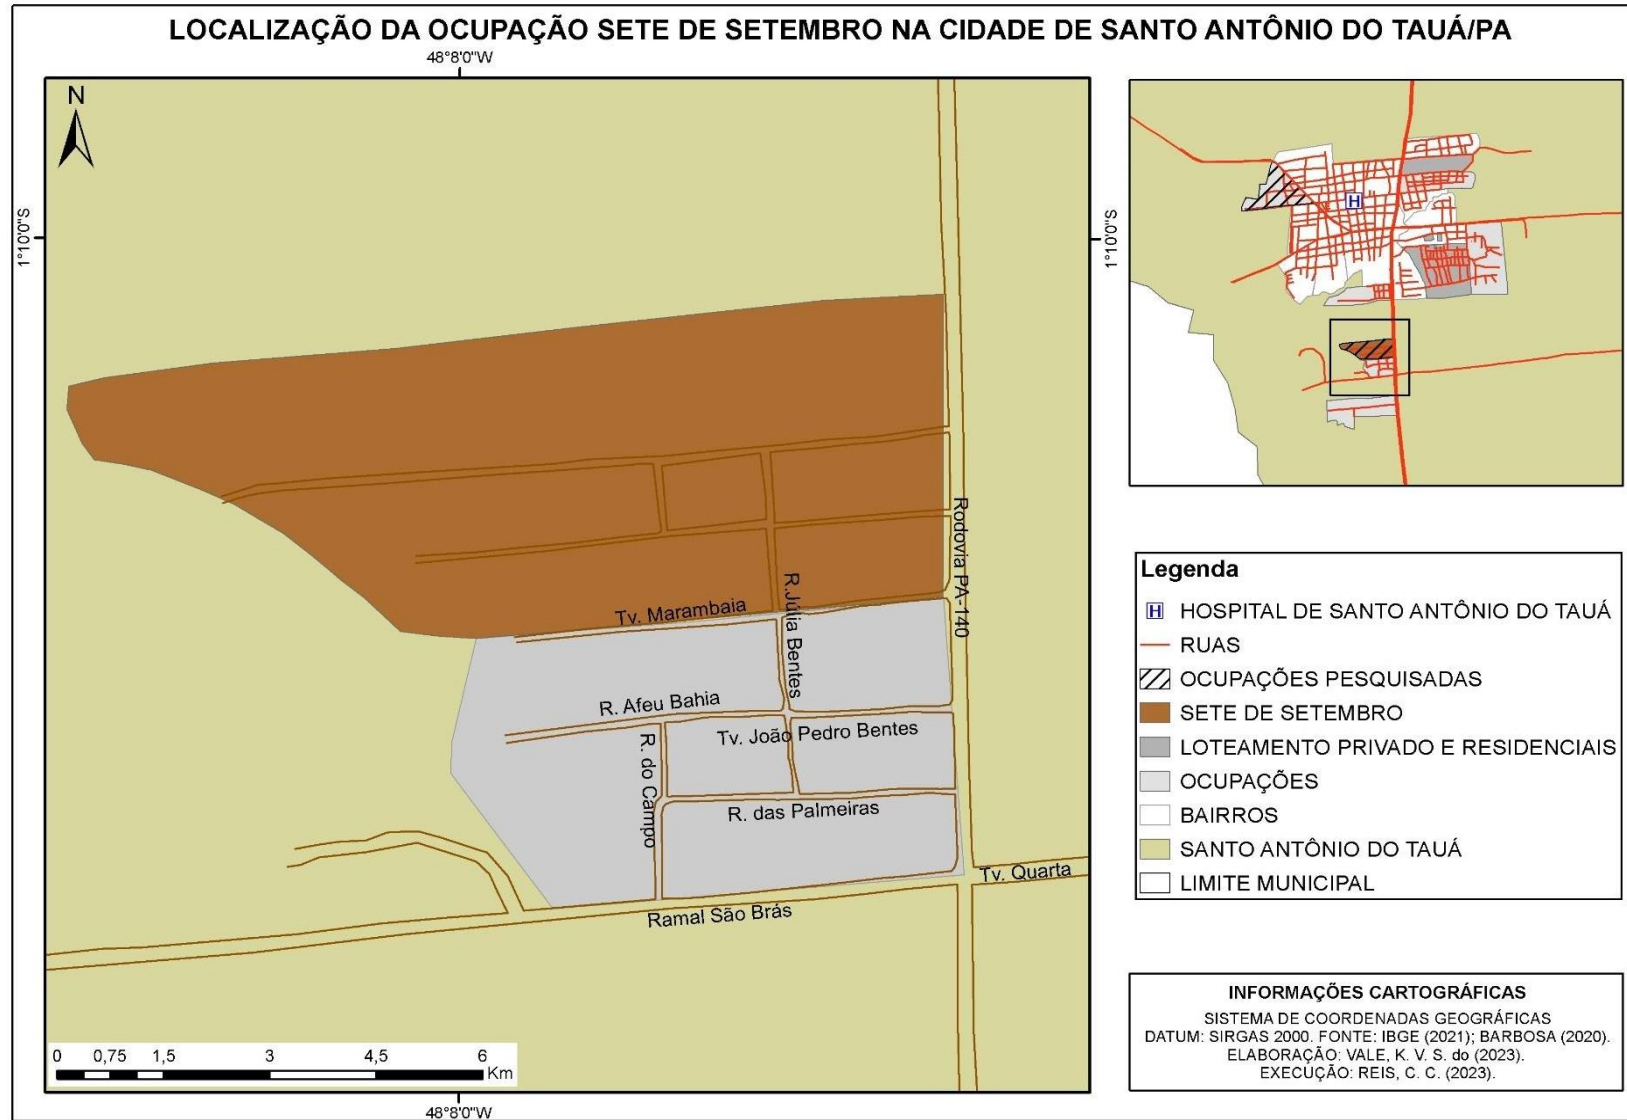 LOCALIZAÇÃO DA OCUPAÇÃO SETE DE SETEMBRO NA CIDADE DE SANTO ANTÔNIO DO TAUÁ/PA
48°8'0"W
N
1°10'0"S
1°10'0"S
H
Rodovia PA-140
R.Júlia Bentes
Tv. Marambaia
R. Afeu Bahia
Tv. João Pedro Bentes
R. do Campo
R. das Palmeiras
Tv. Quarta
Ramal São Brás
0 0,75 1,5 3 4,5 6
Km
48°8'0"W
Legenda
H HOSPITAL DE SANTO ANTÔNIO DO TAUÁ
RUAS
OCUPAÇÕES PESQUISADAS
SETE DE SETEMBRO
LOTEAMENTO PRIVADO E RESIDENCIAIS
OCUPAÇÕES
BAIRROS
SANTO ANTÔNIO DO TAUÁ
LIMITE MUNICIPAL
INFORMAÇÕES CARTOGRÁFICAS
SISTEMA DE COORDENADAS GEOGRÁFICAS
DATUM: SIRGAS 2000. FONTE: IBGE (2021); BARBOSA (2020).
ELABORAÇÃO: VALE, K. V. S. do (2023).
EXECUÇÃO: REIS, C. C. (2023).